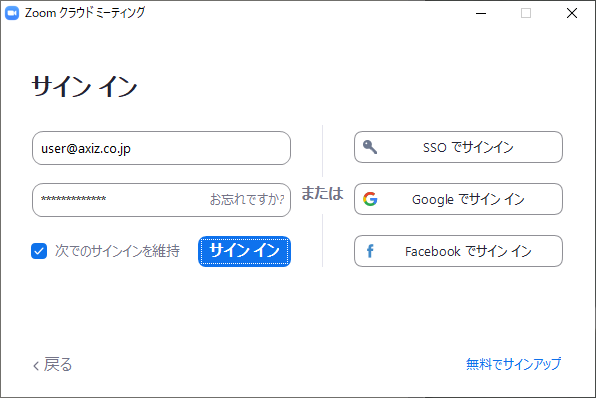 Zoom クラウド ミーティング
サイン イン
user@axiz.co.jp
*************
お忘れですか?
次でのサインインを維持
サイン イン
または
SSO でサインイン
Google でサイン イン
Facebook でサイン イン
戻る
無料でサインアップ